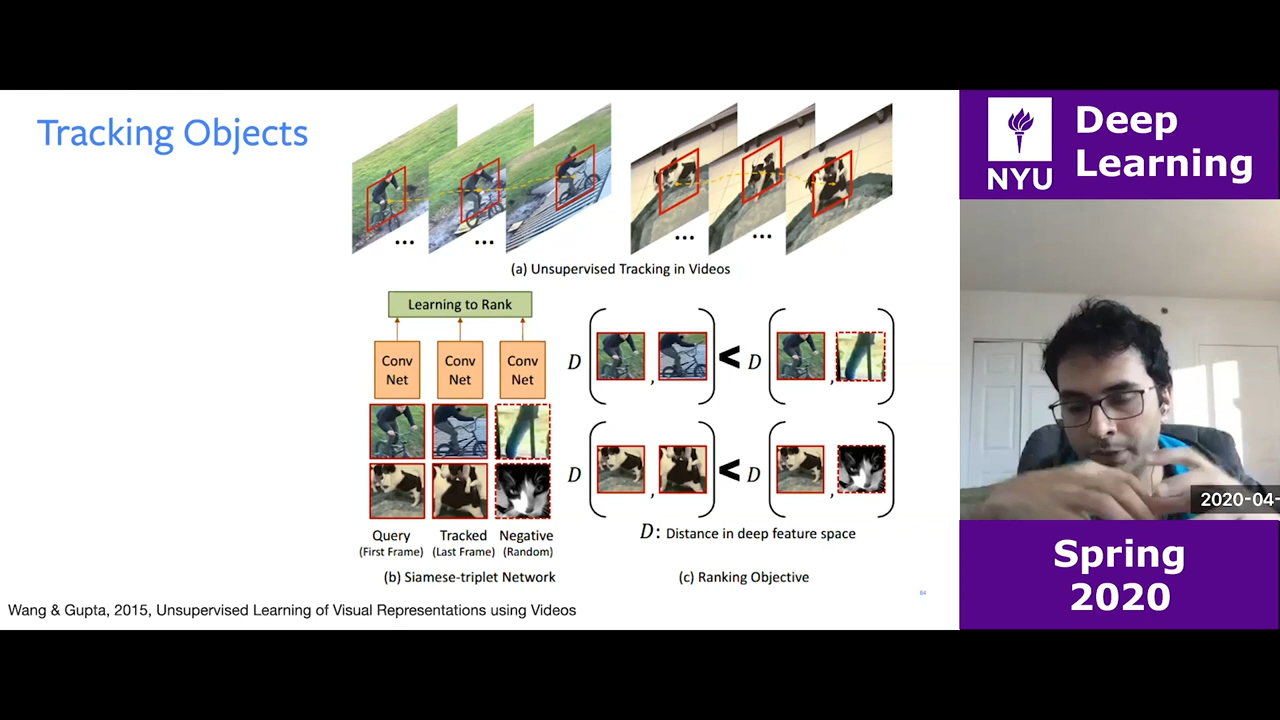 Tracking Objects
... ...
... ...
(a) Unsupervised Tracking in Videos
Learning to Rank
Conv Net
Conv Net
Conv Net
Query
(First Frame)
Tracked
(Last Frame)
Negative
(Random)
(b) Siamese-triplet Network
D ( , ) < D ( , )
D ( , ) < D ( , )
D: Distance in deep feature space
(c) Ranking Objective
84
Wang & Gupta, 2015, Unsupervised Learning of Visual Representations using Videos
NYU
Deep
Learning
2020-04-
Spring
2020